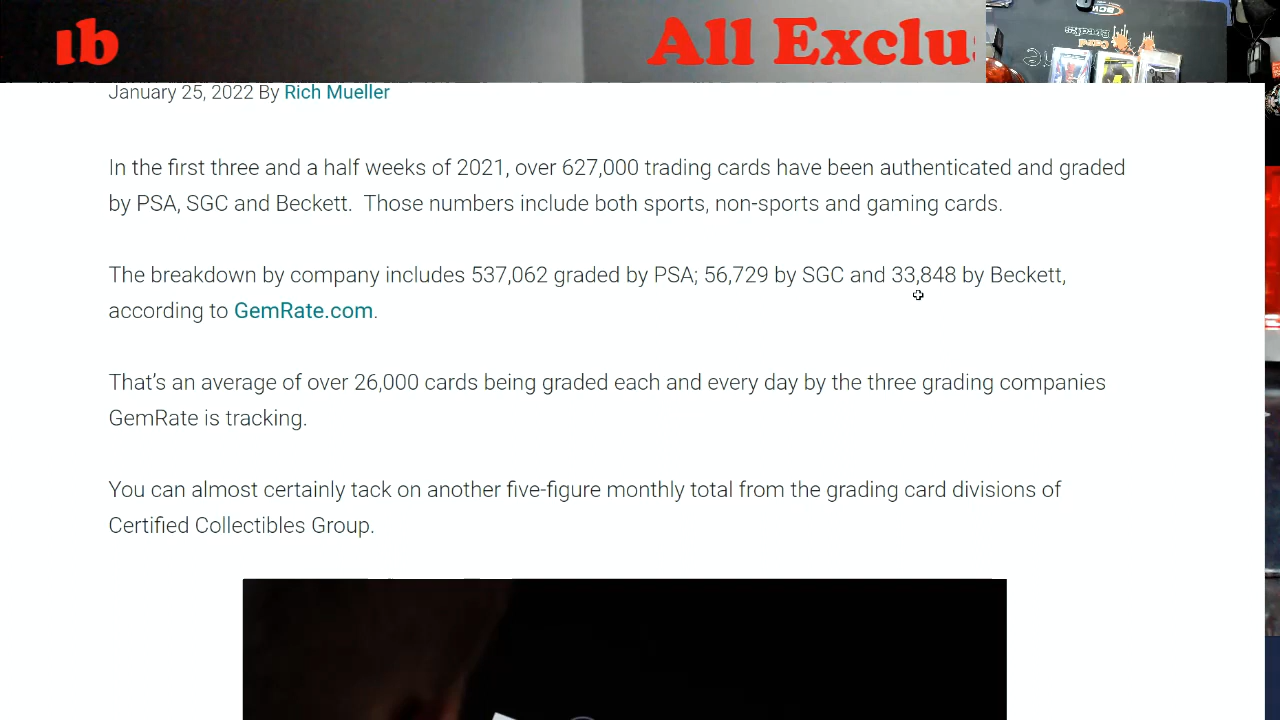 ıb
All Exclu
January 25, 2022 By Rich Mueller
In the first three and a half weeks of 2021, over 627,000 trading cards have been authenticated and graded
by PSA, SGC and Beckett. Those numbers include both sports, non-sports and gaming cards.
The breakdown by company includes 537,062 graded by PSA; 56,729 by SGC and 33,848 by Beckett,
according to GemRate.com.
That’s an average of over 26,000 cards being graded each and every day by the three grading companies
GemRate is tracking.
You can almost certainly tack on another five-figure monthly total from the grading card divisions of
Certified Collectibles Group.